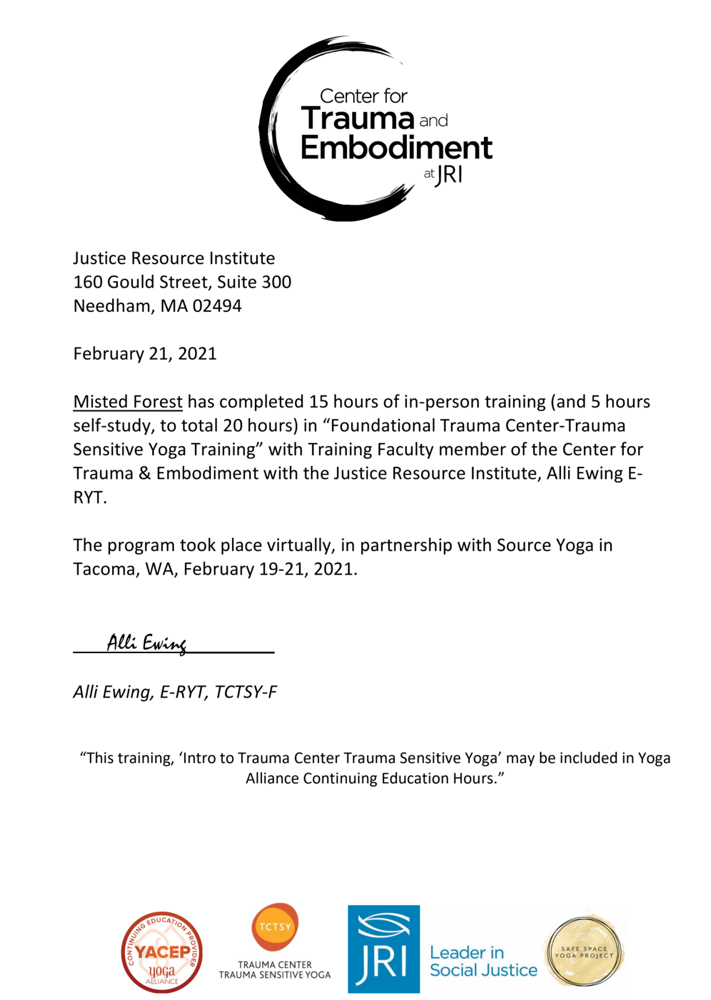 Center for
Trauma and
Embodiment
at JRI
Justice Resource Institute
160 Gould Street, Suite 300
Needham, MA 02494
February 21, 2021
Misted Forest has completed 15 hours of in-person training (and 5 hours
self-study, to total 20 hours) in “Foundational Trauma Center-Trauma
Sensitive Yoga Training” with Training Faculty member of the Center for
Trauma & Embodiment with the Justice Resource Institute, Alli Ewing E-
RYT.
The program took place virtually, in partnership with Source Yoga in
Tacoma, WA, February 19-21, 2021.
Alli Ewing
Alli Ewing, E-RYT, TCTSY-F
“This training, ‘Intro to Trauma Center Trauma Sensitive Yoga’ may be included in Yoga
Alliance Continuing Education Hours.”
CONTINUING EDUCATION PROVIDER
YACEP
yoga
ALLIANCE
TCTSY
TRAUMA CENTER
TRAUMA SENSITIVE YOGA
JRI
Leader in
Social Justice
SAFE SPACE
YOGA PROJECT